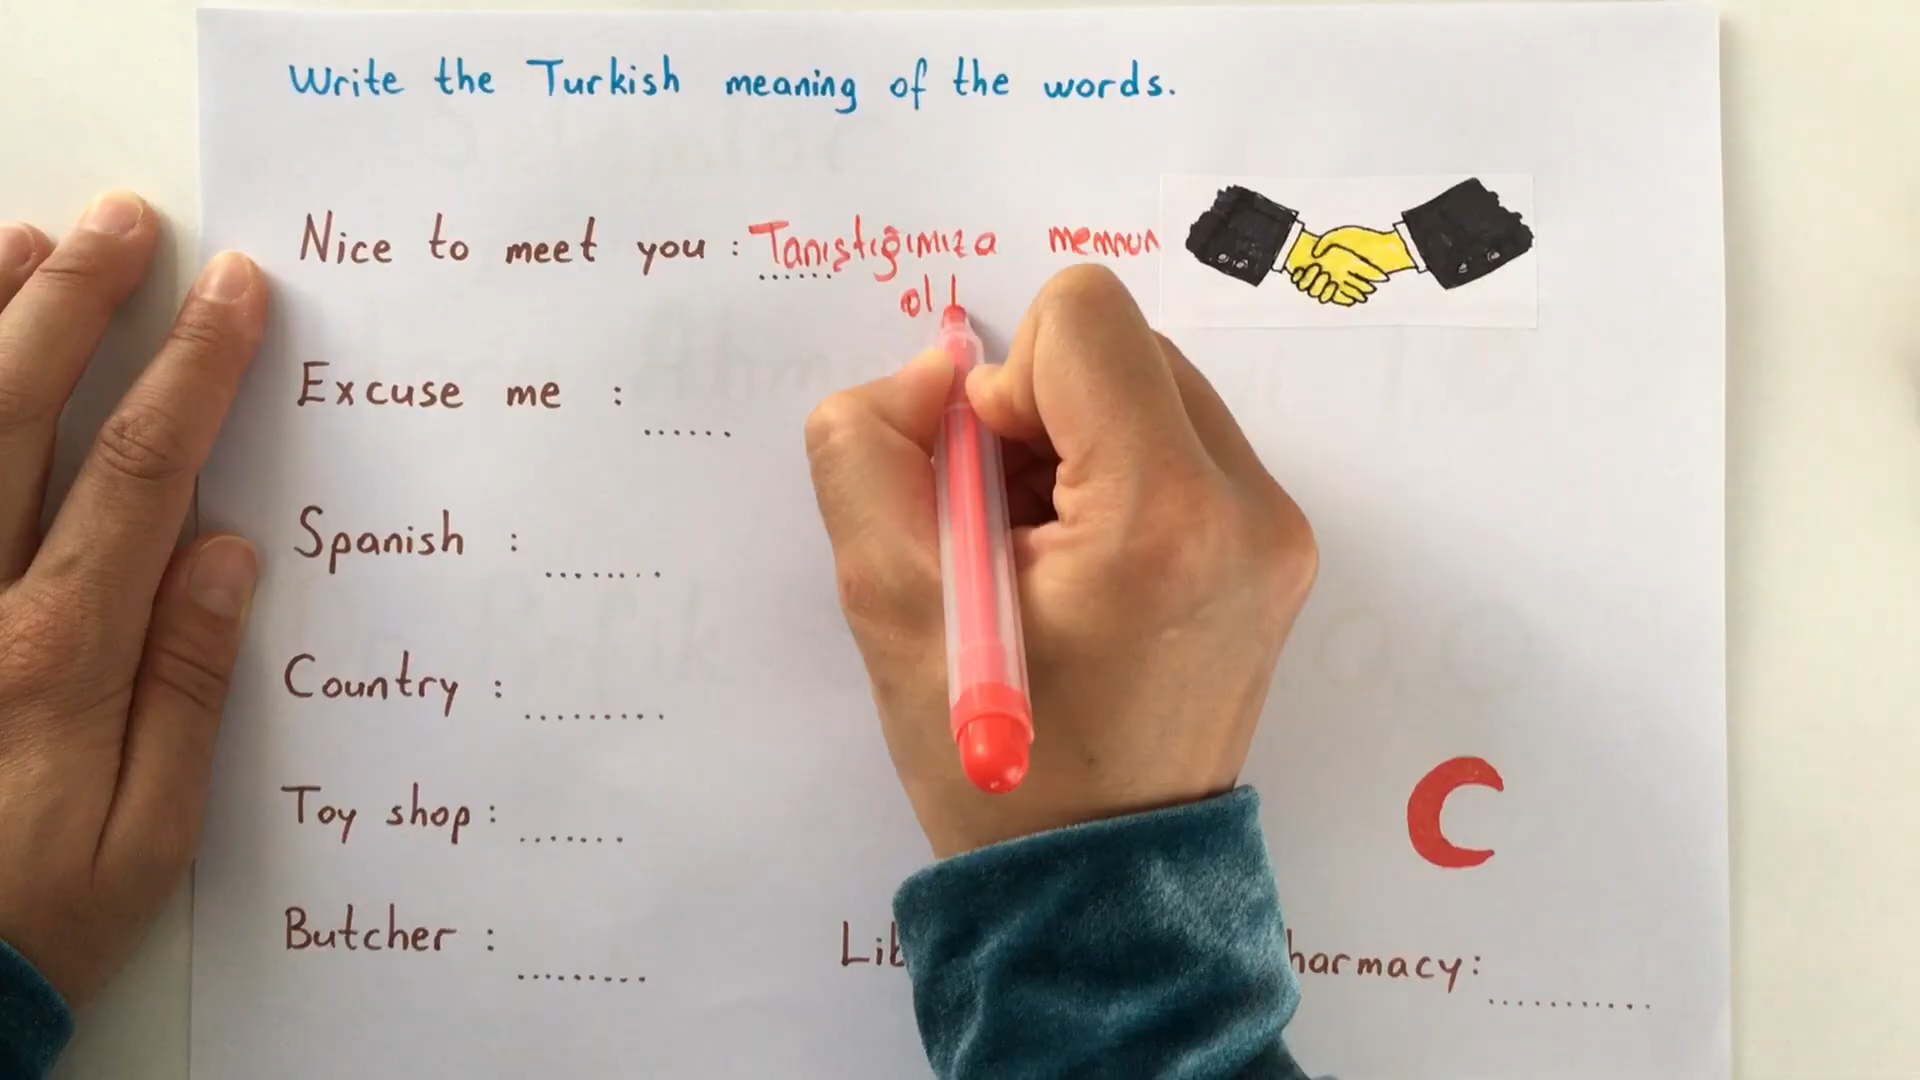 Write the Turkish meaning of the words.
Nice to meet you : Tanıştığımıza memnun
ol
Excuse me : ......
Spanish : .......
Country : .........
Toy shop : .......
Butcher : .........
harmacy: ...........